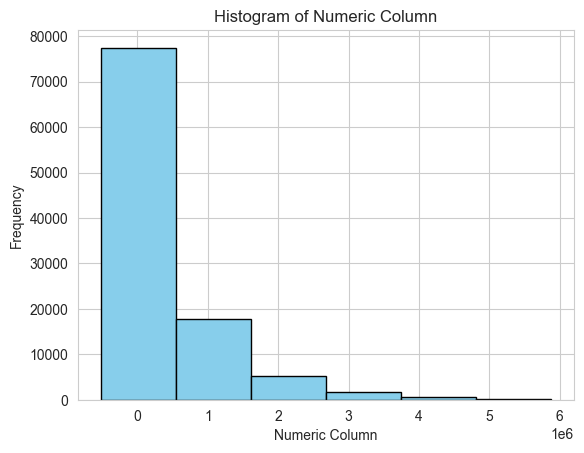 Histogram of Numeric Column
80000
70000
60000
50000
40000
30000
20000
10000
0
Frequency
0 1 2 3 4 5 6
1e6
Numeric Column